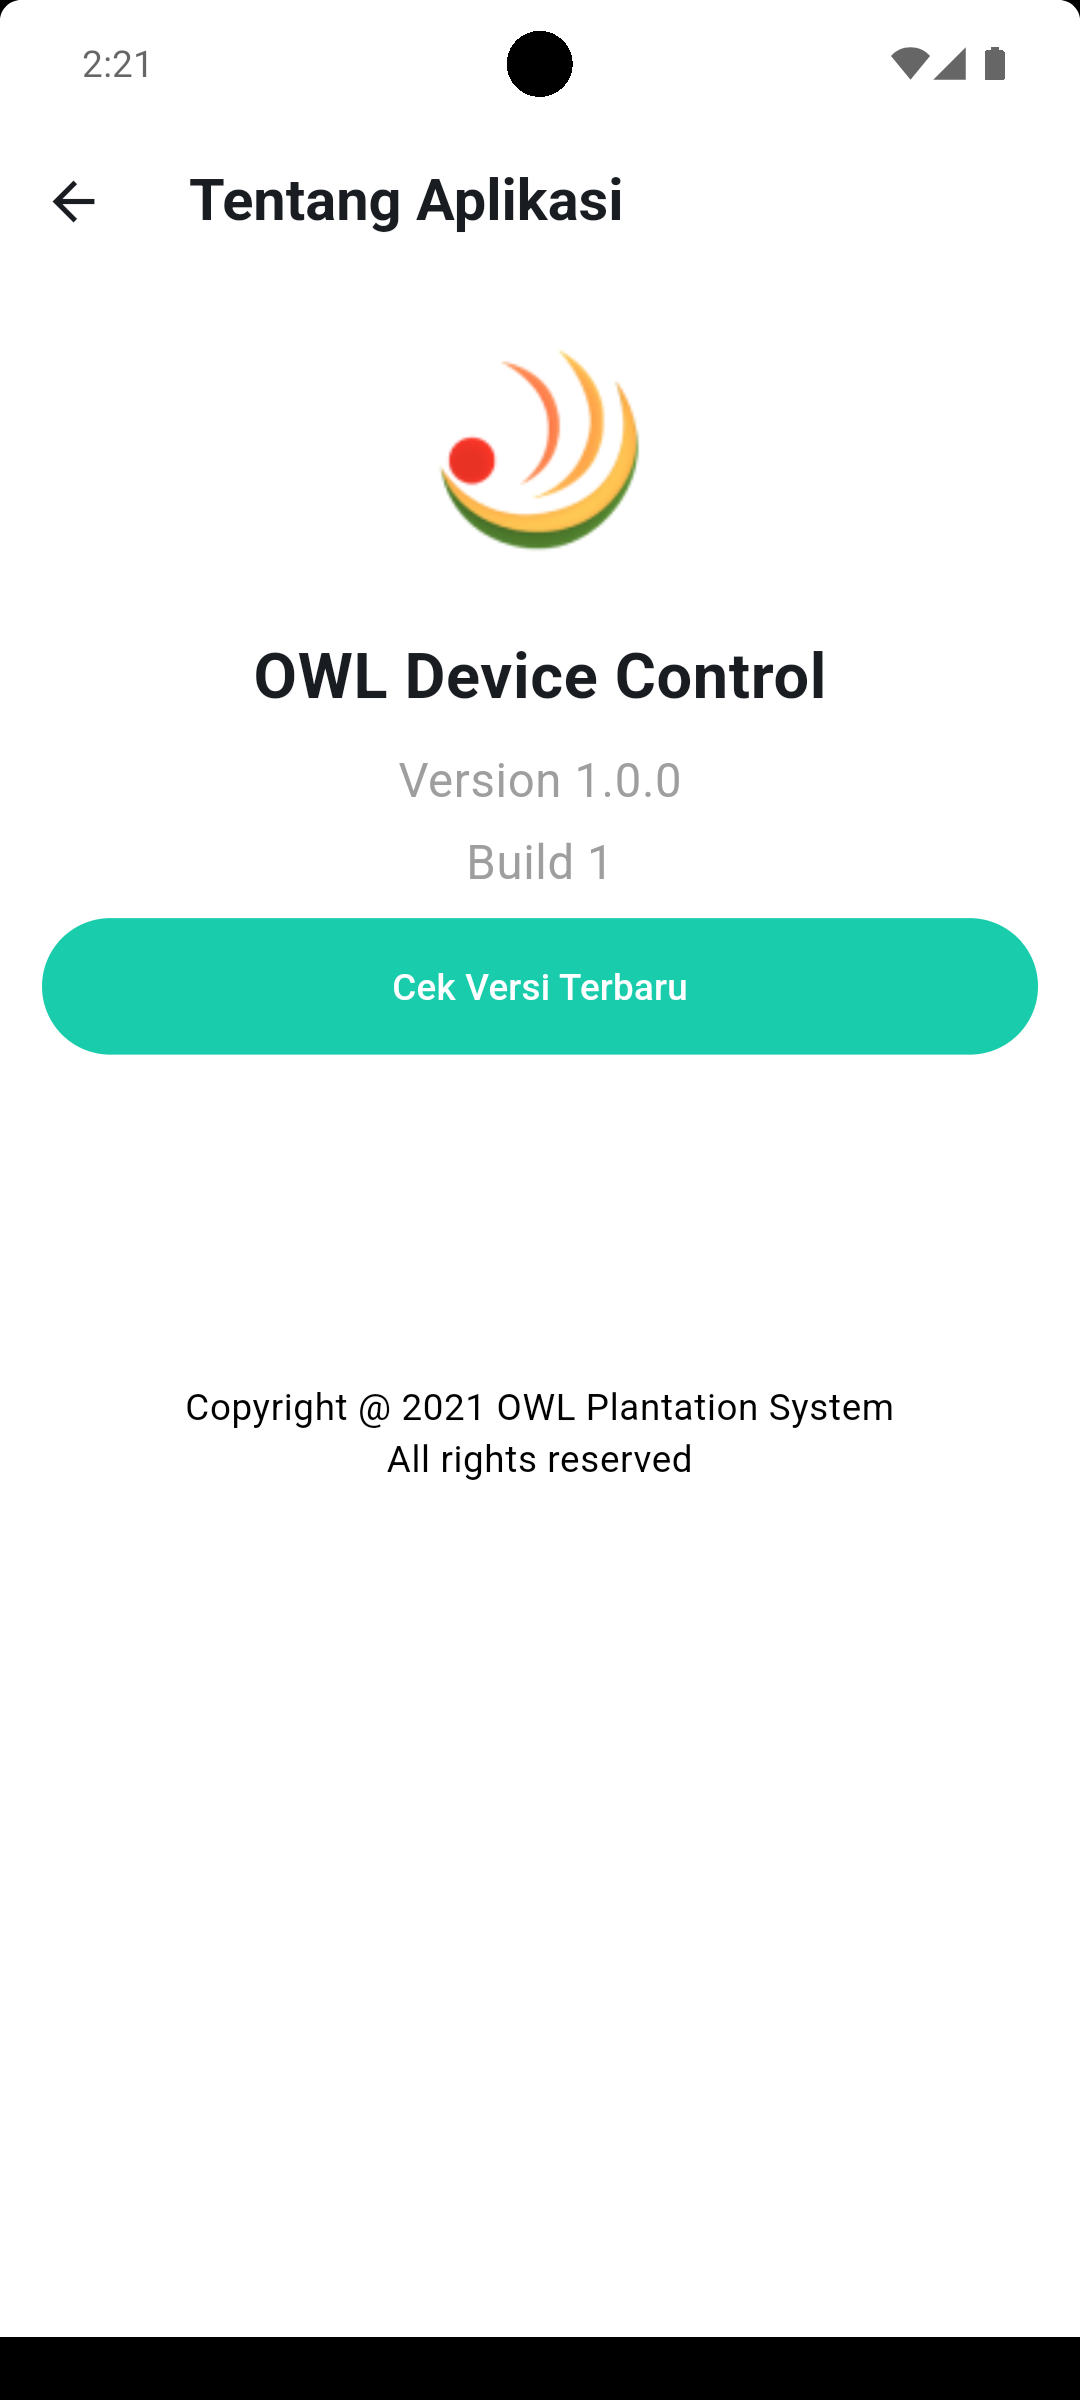 2:21
Tentang Aplikasi
OWL Device Control
Version 1.0.0
Build 1
Cek Versi Terbaru
Copyright @ 2021 OWL Plantation System
All rights reserved